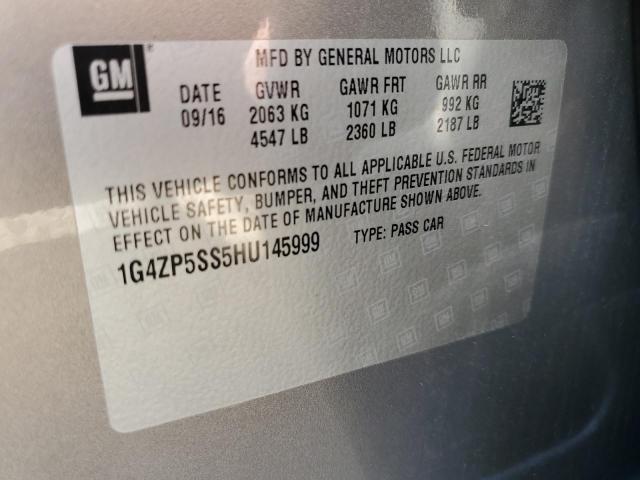 GM
MFD BY GENERAL MOTORS LLC
DATE GVWR GAWR FRT GAWR RR
09/16 2063 KG 1071 KG 992 KG
4547 LB 2360 LB 2187 LB
THIS VEHICLE CONFORMS TO ALL APPLICABLE U.S. FEDERAL MOTOR
VEHICLE SAFETY, BUMPER, AND THEFT PREVENTION STANDARDS IN
EFFECT ON THE DATE OF MANUFACTURE SHOWN ABOVE.
1G4ZP5SS5HU145999 TYPE: PASS CAR